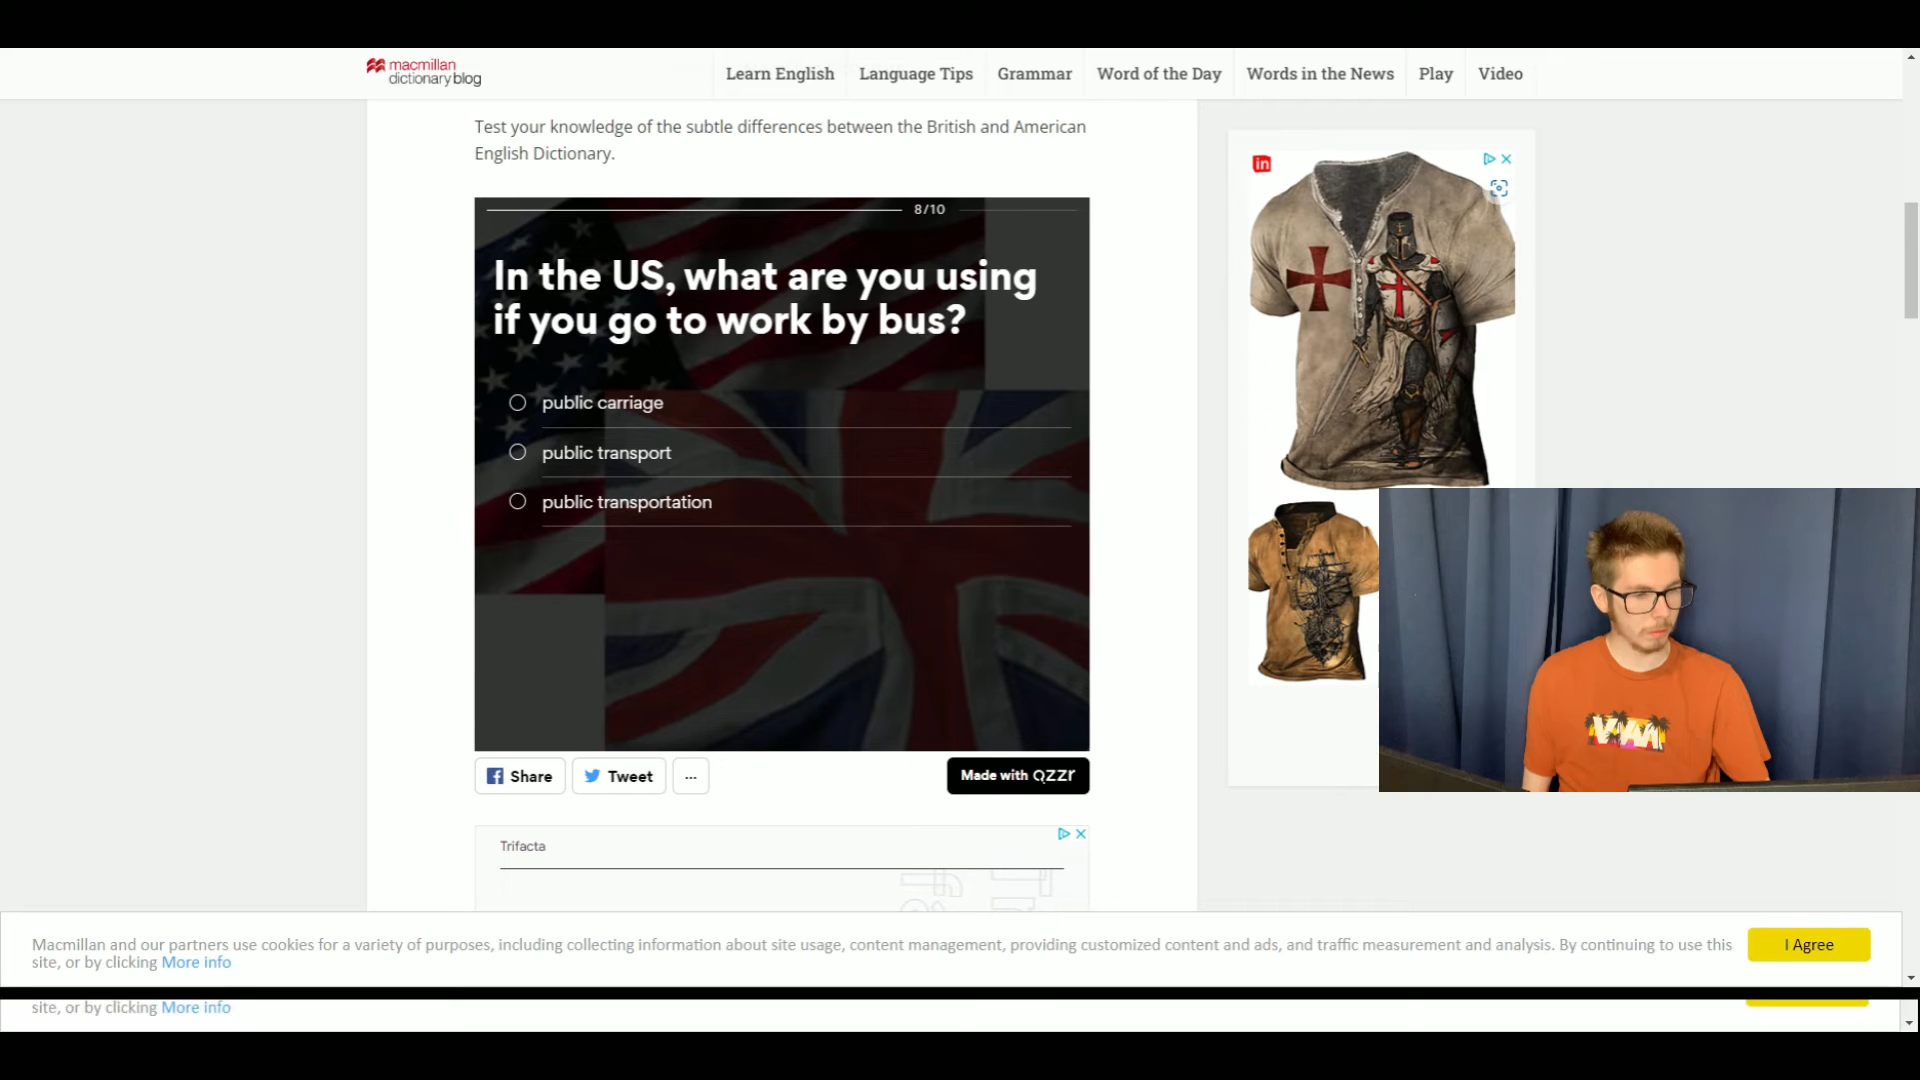 macmillan
dictionary blog
Learn English
Language Tips
Grammar
Word of the Day
Words in the News
Play
Video
Test your knowledge of the subtle differences between the British and American
English Dictionary.
8/10
In the US, what are you using
if you go to work by bus?
public carriage
public transport
public transportation
in
Share
Tweet
...
Made with QZZR
Trifacta
Macmillan and our partners use cookies for a variety of purposes, including collecting information about site usage, content management, providing customized content and ads, and traffic measurement and analysis. By continuing to use this
site, or by clicking More info
I Agree
site, or by clicking More info